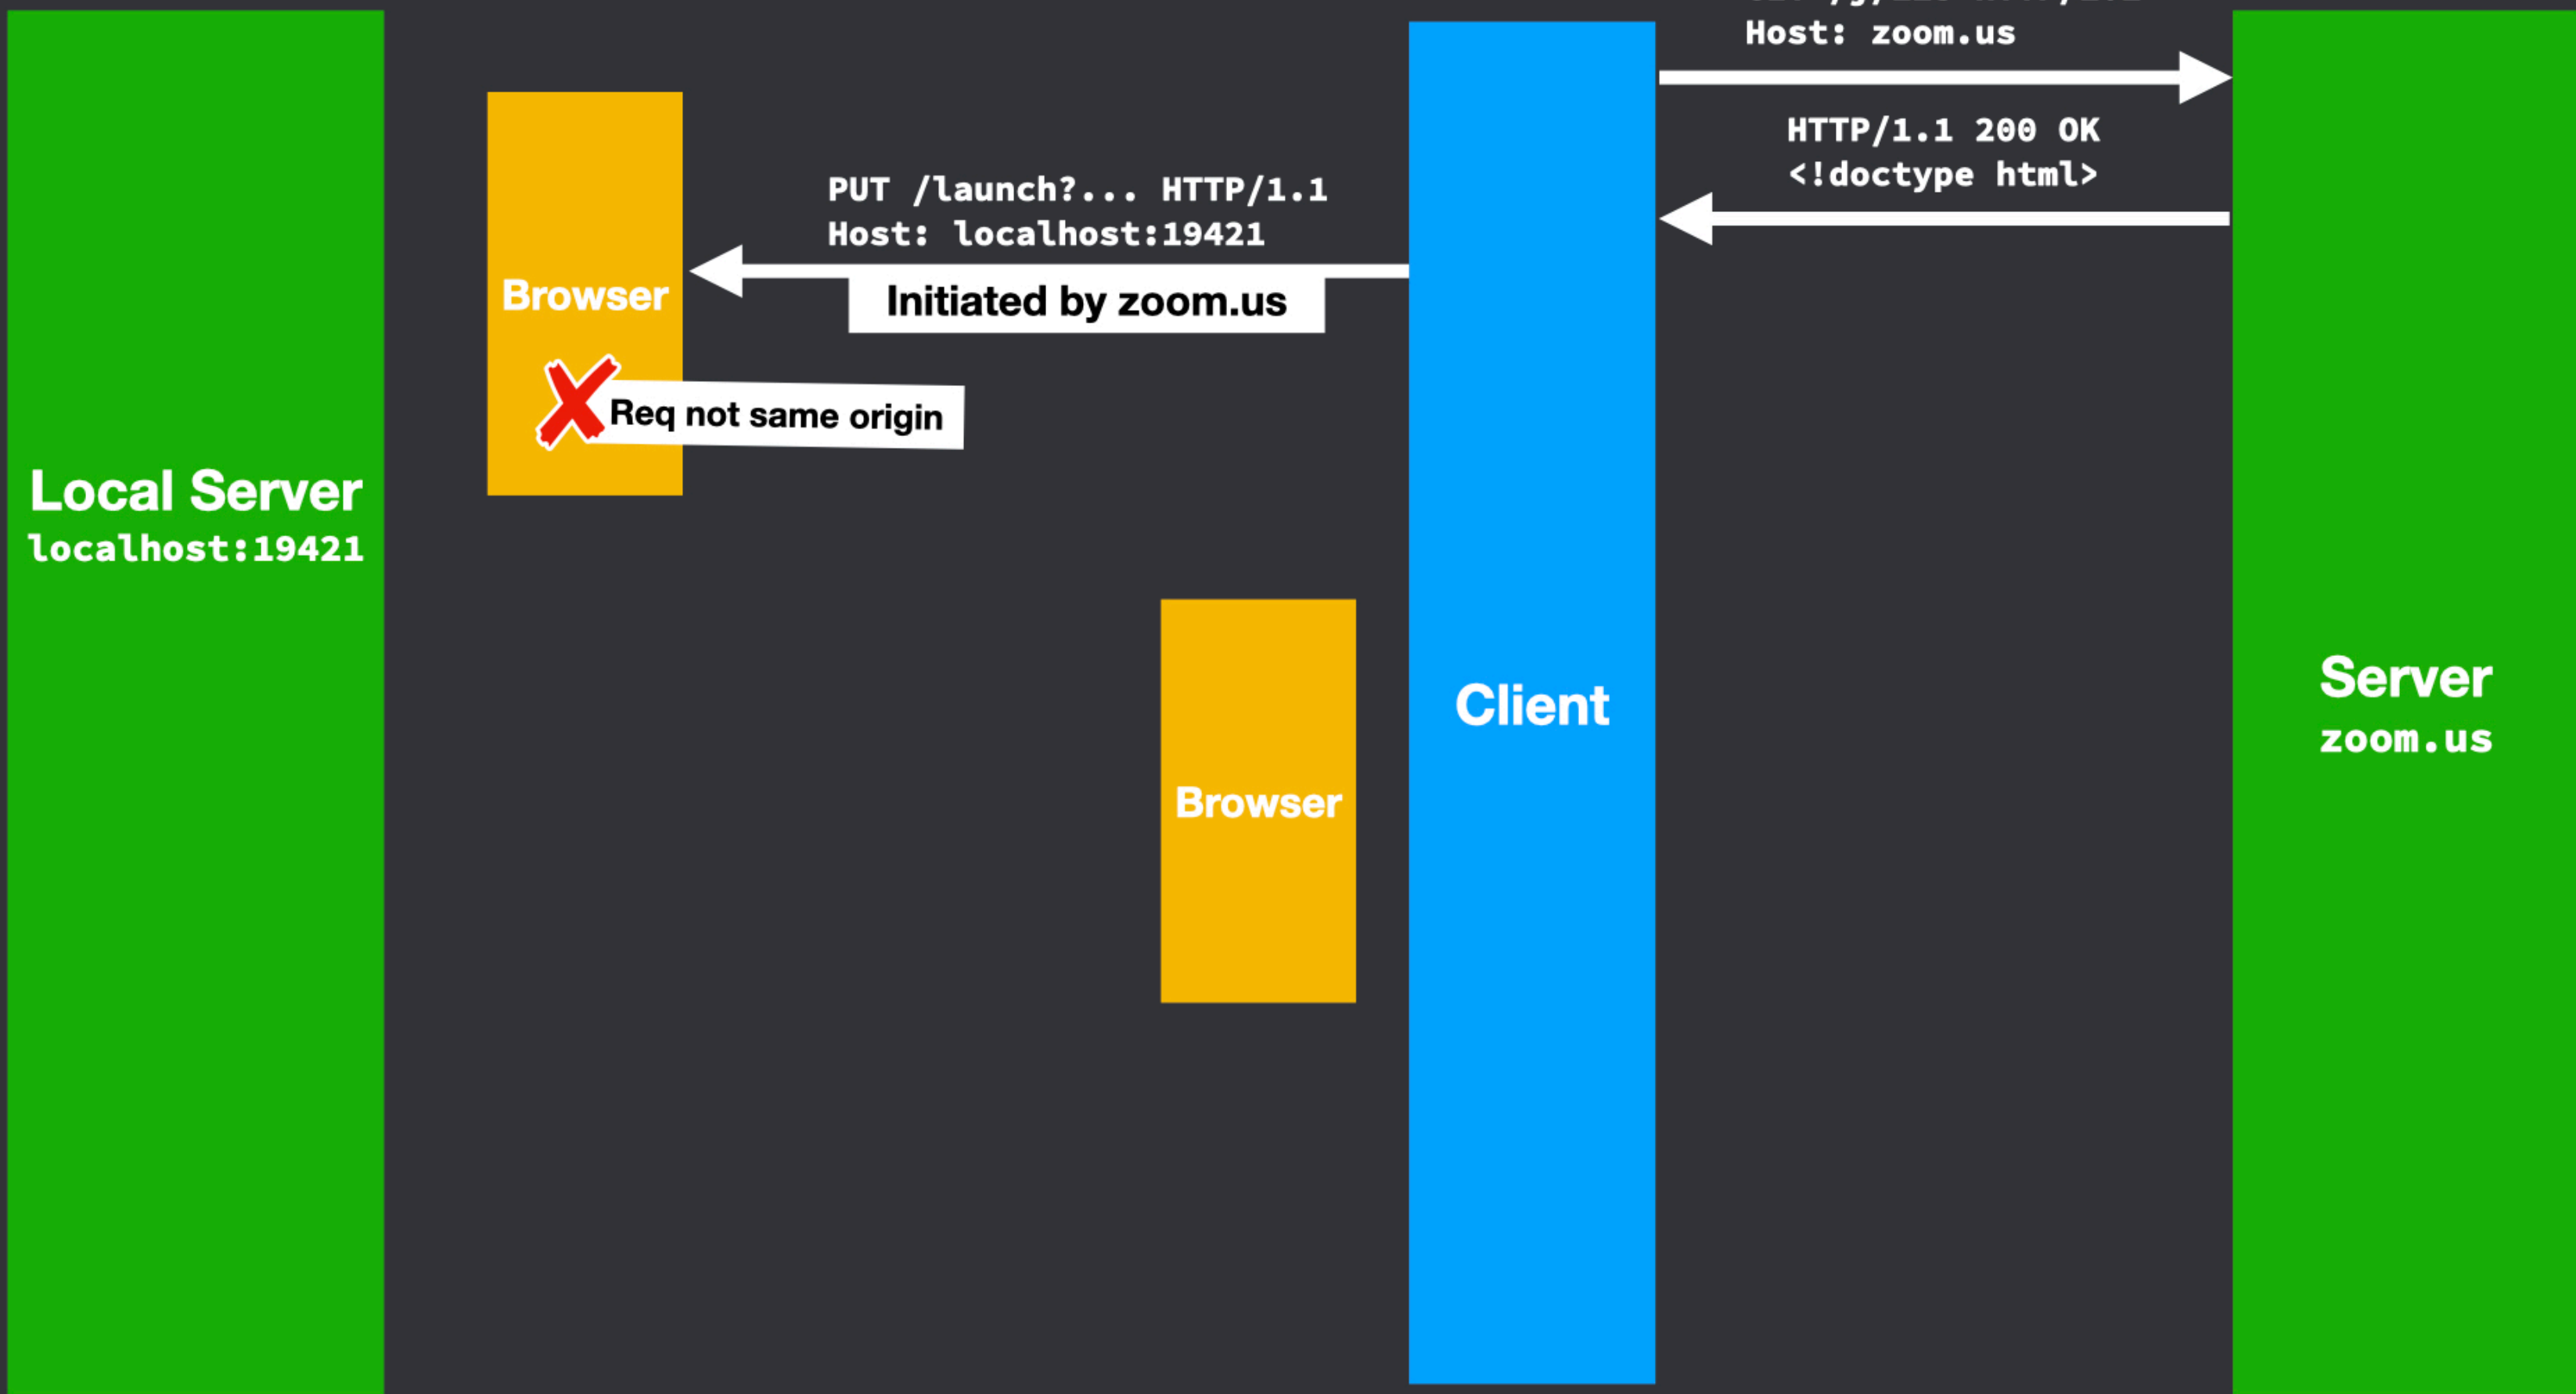 Host: zoom.us
HTTP/1.1 200 OK
<!doctype html>
PUT /launch?... HTTP/1.1
Host: localhost:19421
Initiated by zoom.us
Browser
Req not same origin
Local Server
localhost:19421
Browser
Client
Server
zoom.us